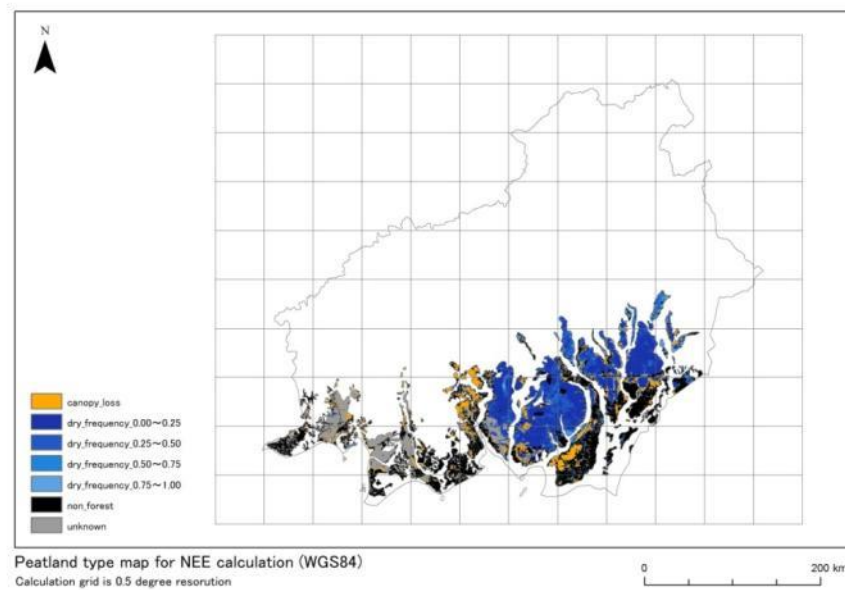 N
canopy_loss
dry_frequency_0.00～0.25
dry_frequency_0.25～0.50
dry_frequency_0.50～0.75
dry_frequency_0.75～1.00
non_forest
unknown
Peatland type map for NEE calculation (WGS84)
Calculation grid is 0.5 degree resorution
0 200 km